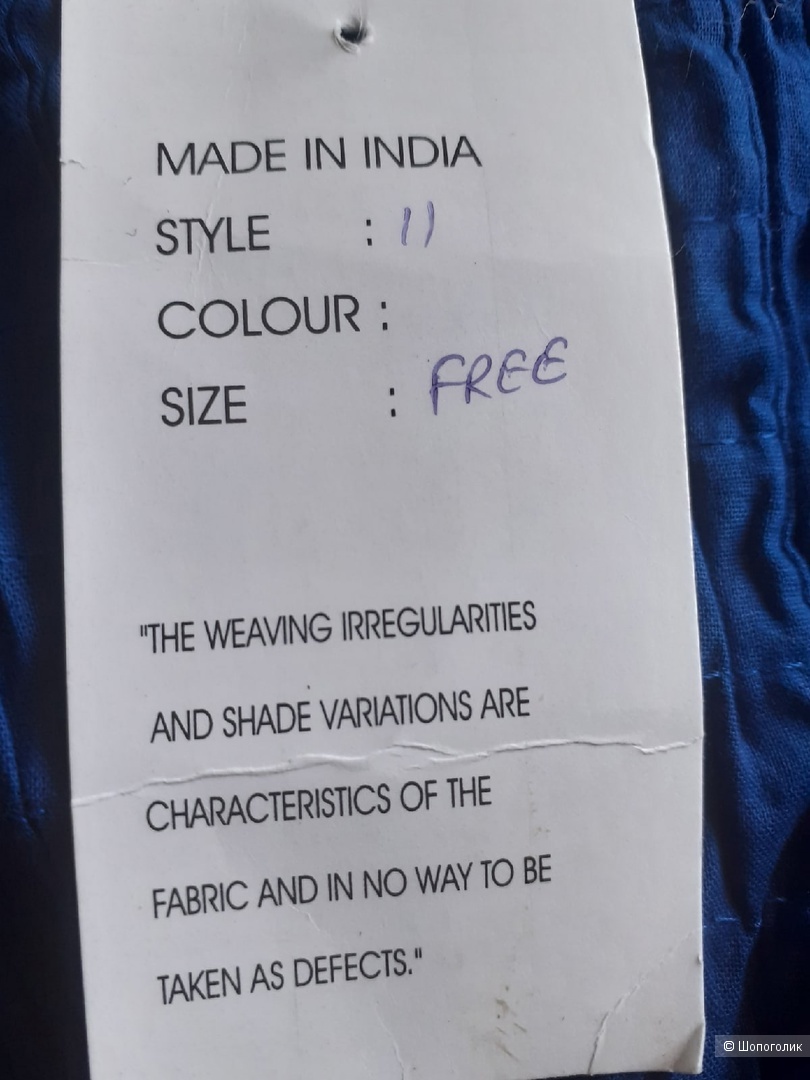 MADE IN INDIA
STYLE : 11
COLOUR :
SIZE : FREE
"THE WEAVING IRREGULARITIES
AND SHADE VARIATIONS ARE
CHARACTERISTICS OF THE
FABRIC AND IN NO WAY TO BE
TAKEN AS DEFECTS."
© Шопоголик